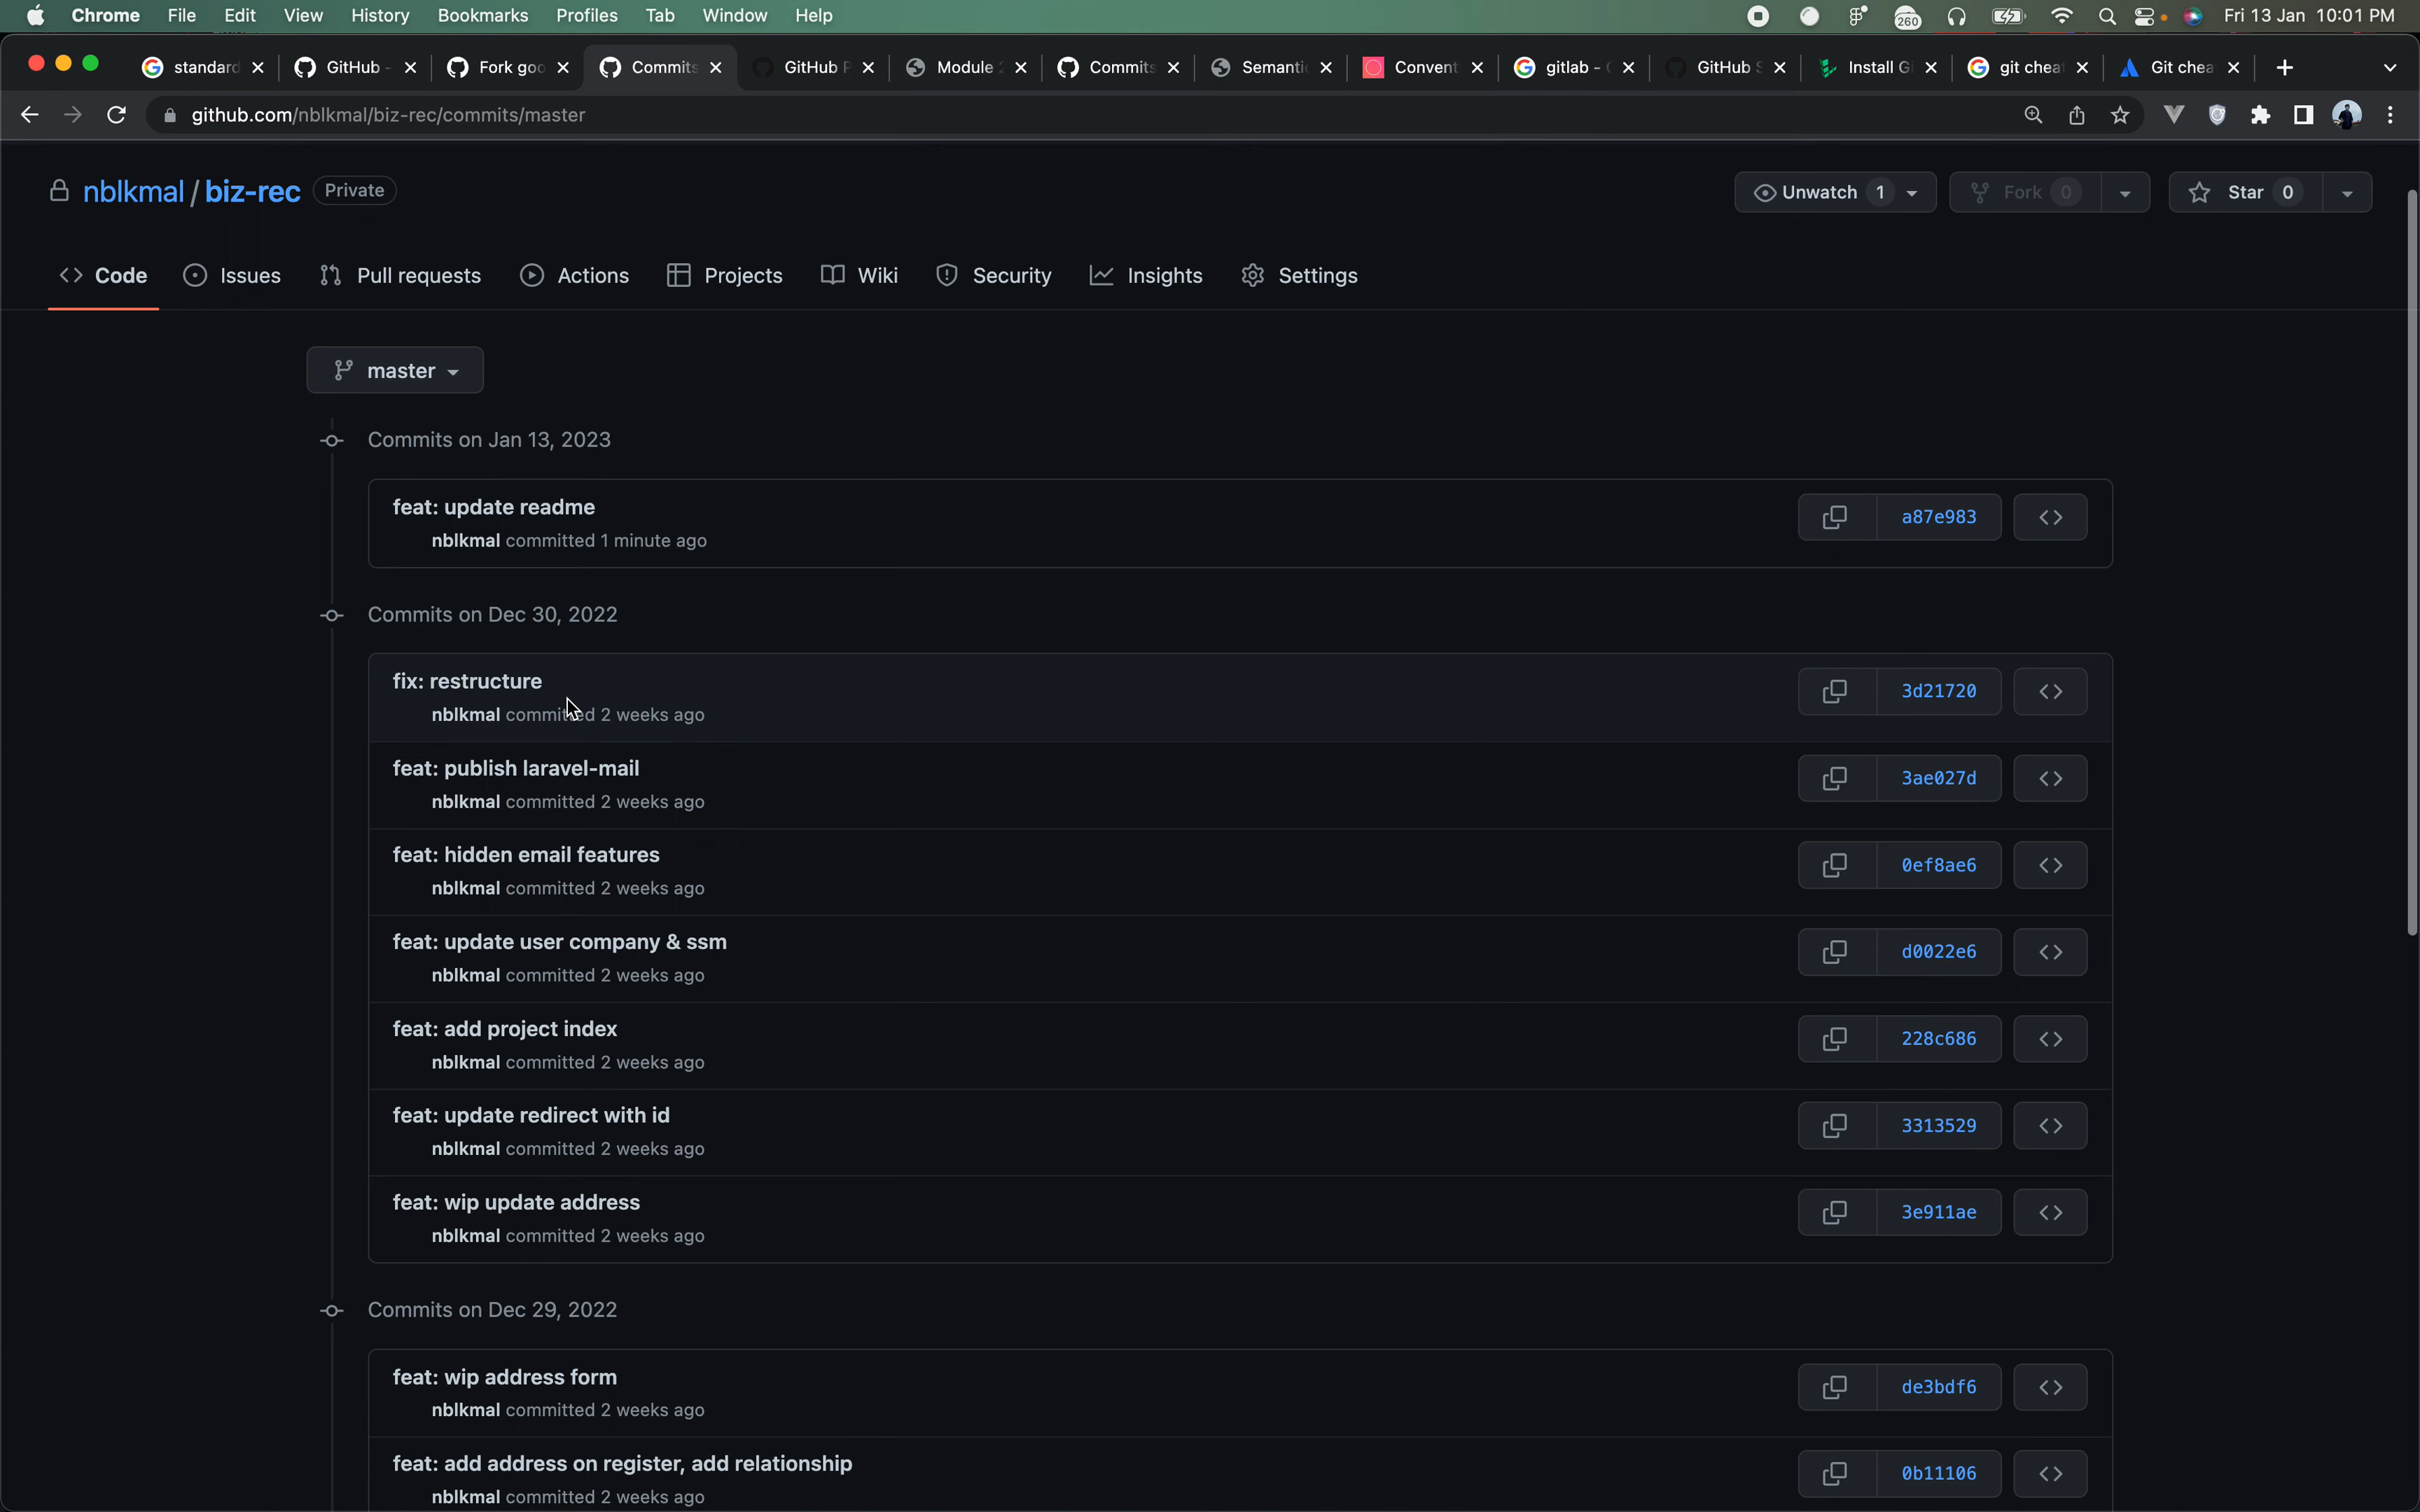 Chrome File Edit View History Bookmarks Profiles Tab Window Help 260 Fri 13 Jan 10:01 PM
standard GitHub - Fork goo Commits GitHub F Module Commits Semantic Convent gitlab - GitHub S Install Gi git cheat Git chea
github.com/nblkmal/biz-rec/commits/master
nblkmal / biz-rec Private Unwatch 1 Fork 0 Star 0
Code Issues Pull requests Actions Projects Wiki Security Insights Settings
master
Commits on Jan 13, 2023
feat: update readme
a87e983
nblkmal committed 1 minute ago
Commits on Dec 30, 2022
fix: restructure
3d21720
nblkmal committed 2 weeks ago
feat: publish laravel-mail
3ae027d
nblkmal committed 2 weeks ago
feat: hidden email features
0ef8ae6
nblkmal committed 2 weeks ago
feat: update user company & ssm
d0022e6
nblkmal committed 2 weeks ago
feat: add project index
228c686
nblkmal committed 2 weeks ago
feat: update redirect with id
3313529
nblkmal committed 2 weeks ago
feat: wip update address
3e911ae
nblkmal committed 2 weeks ago
Commits on Dec 29, 2022
feat: wip address form
de3bdf6
nblkmal committed 2 weeks ago
feat: add address on register, add relationship
0b11106
nblkmal committed 2 weeks ago